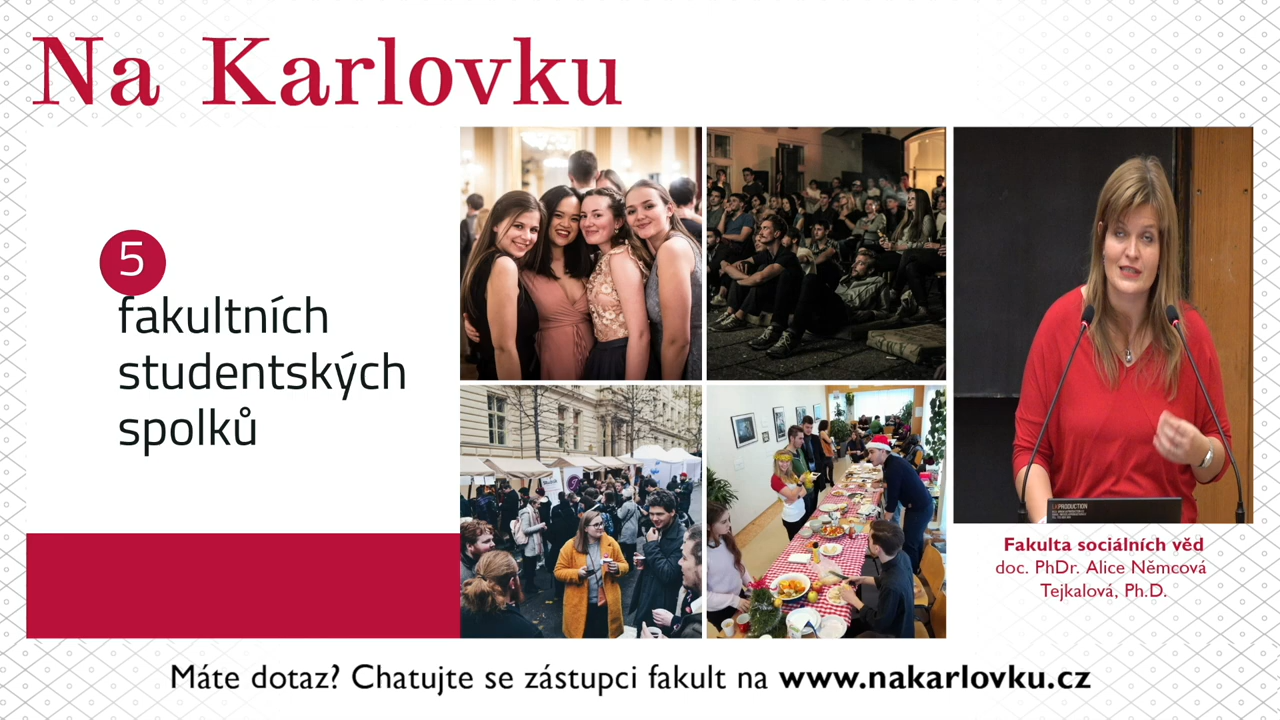 Na Karlovku
5
fakultních
studentských
spolků
PRODUCTION
Fakulta sociálních věd
doc. PhDr. Alice Němcová
Tejkalová, Ph.D.
Máte dotaz? Chatujte se zástupci fakult na www.nakarlovku.cz